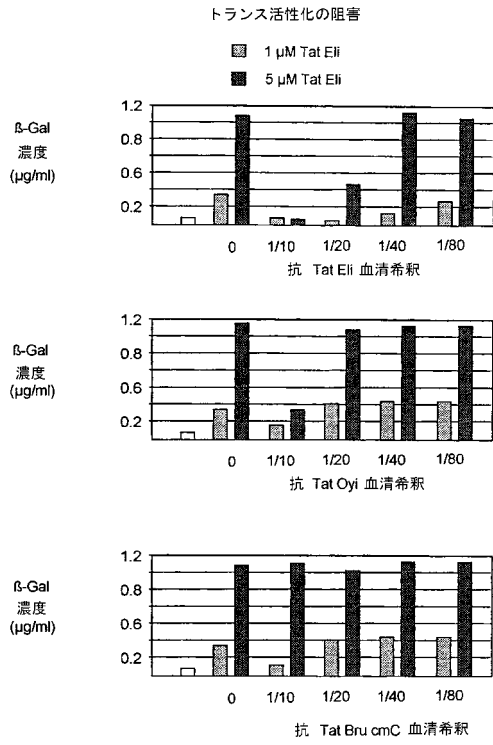 トランス活性化の阻害
1 µM Tat Eli
5 µM Tat Eli
ß-Gal
濃度
(µg/ml)
1.2
0.8
0.6
0.2
0 1/10 1/20 1/40 1/80
抗 Tat Eli 血清希釈
ß-Gal
濃度
(µg/ml)
1.2
0.8
0.6
0.2
0 1/10 1/20 1/40 1/80
抗 Tat Oyi 血清希釈
ß-Gal
濃度
(µg/ml)
1.2
0.8
0.6
0.2
0 1/10 1/20 1/40 1/80
抗 Tat Bru cmC 血清希釈